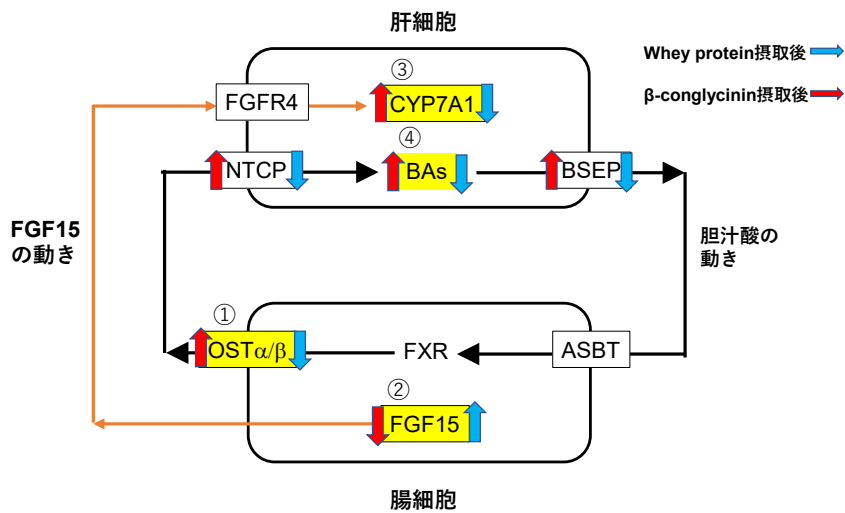 肝細胞
Whey protein摂取後
β-conglycinin摂取後
③
FGFR4
CYP7A1
④
NTCP
BAs
BSEP
FGF15
の動き
胆汁酸の
動き
①
OSTα/β
FXR
ASBT
②
FGF15
腸細胞